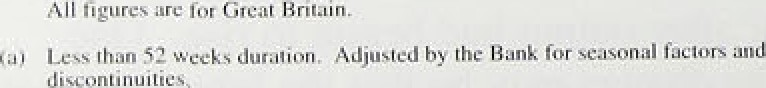 All figures are for Great Britain.
(a) Less than 52 weeks duration. Adjusted by the Bank for seasonal factors and
discontinuities.